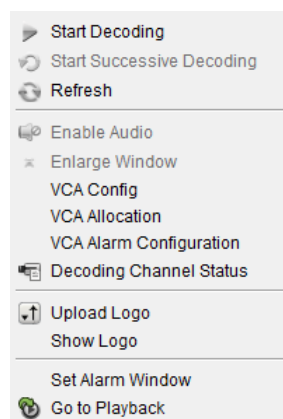 Start Decoding
Start Successive Decoding
Refresh
Enable Audio
Enlarge Window
VCA Config
VCA Allocation
VCA Alarm Configuration
Decoding Channel Status
Upload Logo
Show Logo
Set Alarm Window
Go to Playback